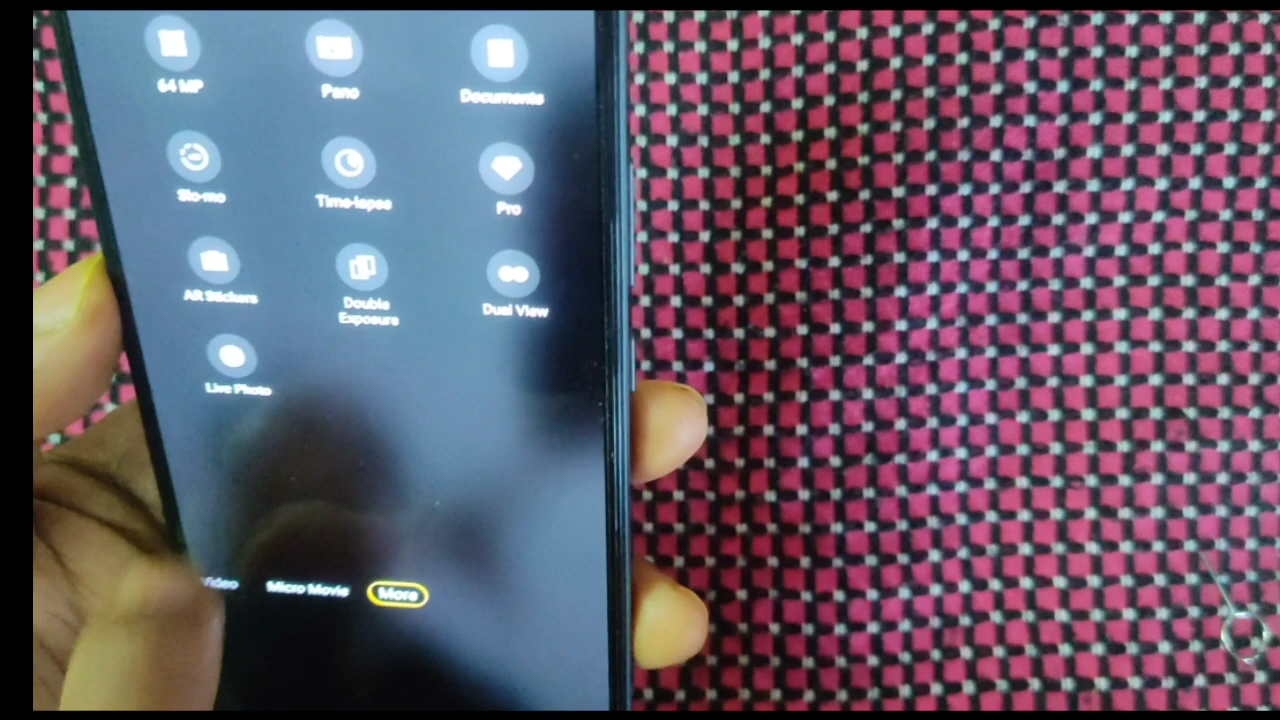 64 MP
Pano
Documents
Slo-mo
Time-lapse
Pro
AR Stickers
Double
Exposure
Dual View
Live Photo
Video
Micro Movie
More